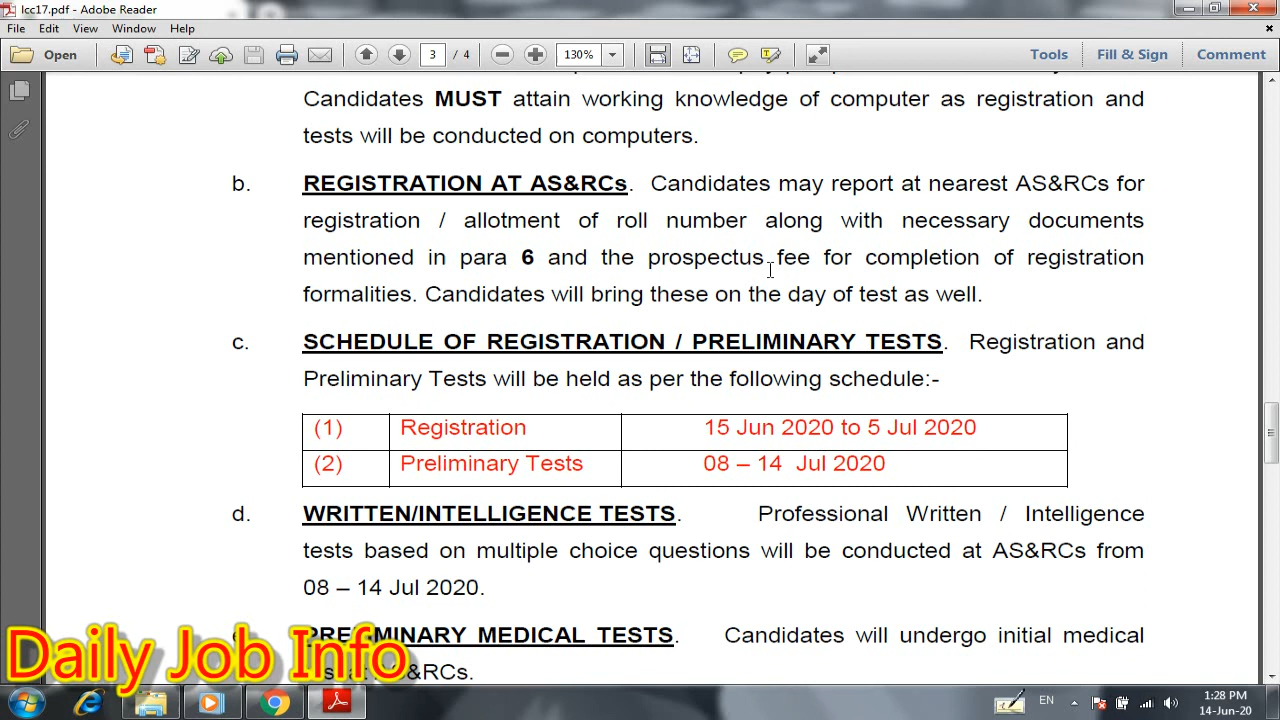 lcc17.pdf - Adobe Reader
File Edit View Window Help
Open 3 / 4 130% Tools Fill & Sign Comment
Candidates MUST attain working knowledge of computer as registration and
tests will be conducted on computers.
b. REGISTRATION AT AS&RCs. Candidates may report at nearest AS&RCs for
registration / allotment of roll number along with necessary documents
mentioned in para 6 and the prospectus fee for completion of registration
formalities. Candidates will bring these on the day of test as well.
c. SCHEDULE OF REGISTRATION / PRELIMINARY TESTS. Registration and
Preliminary Tests will be held as per the following schedule:-
(1) Registration 15 Jun 2020 to 5 Jul 2020
(2) Preliminary Tests 08 – 14 Jul 2020
d. WRITTEN/INTELLIGENCE TESTS. Professional Written / Intelligence
tests based on multiple choice questions will be conducted at AS&RCs from
08 – 14 Jul 2020.
PRELIMINARY MEDICAL TESTS. Candidates will undergo initial medical
Daily Job Info
EN 1:28 PM
14-Jun-20